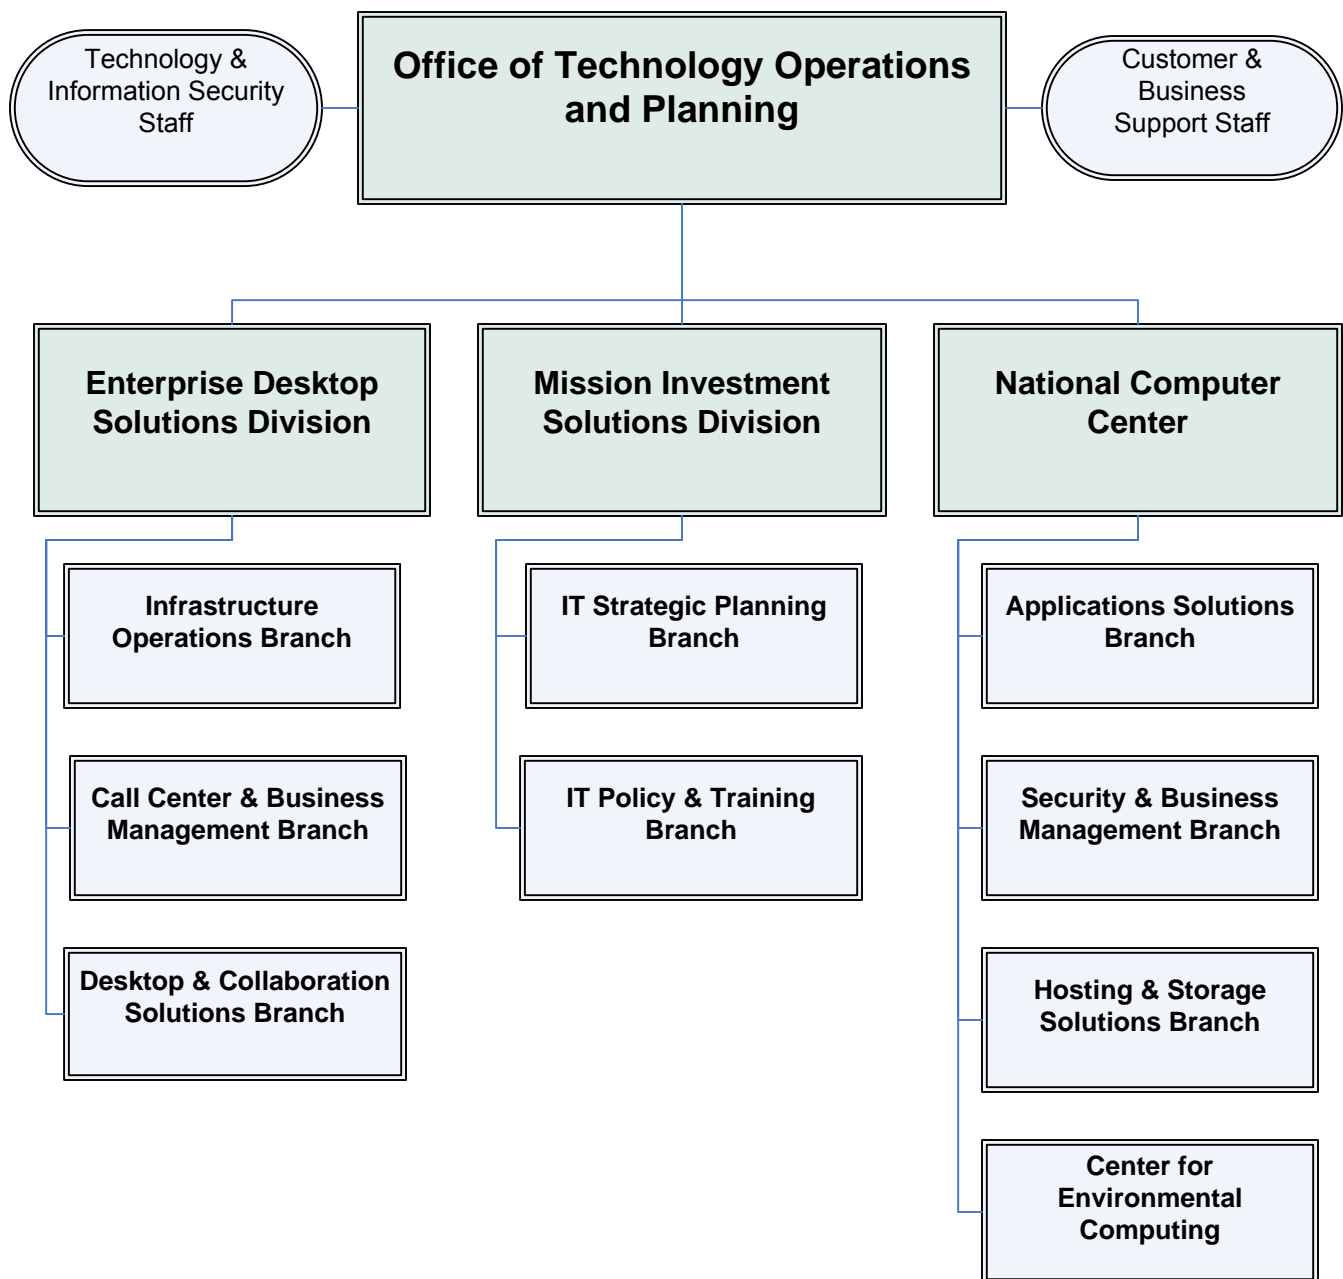 Technology &
Information Security
Staff
Office of Technology Operations
and Planning
Customer &
Business
Support Staff
Enterprise Desktop
Solutions Division
Mission Investment
Solutions Division
National Computer
Center
Infrastructure
Operations Branch
Call Center & Business
Management Branch
Desktop & Collaboration
Solutions Branch
IT Strategic Planning
Branch
IT Policy & Training
Branch
Applications Solutions
Branch
Security & Business
Management Branch
Hosting & Storage
Solutions Branch
Center for
Environmental
Computing